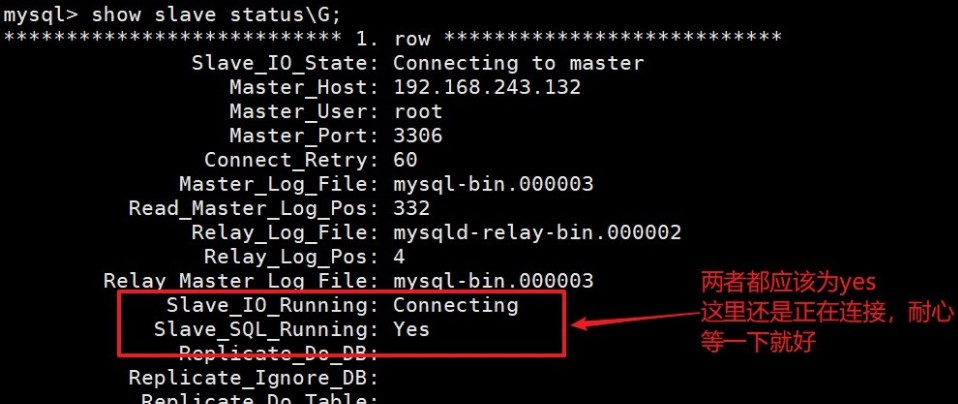 mysql> show slave status\G;
*************************** 1. row ***************************
Slave_IO_State: Connecting to master
Master_Host: 192.168.243.132
Master_User: root
Master_Port: 3306
Connect_Retry: 60
Master_Log_File: mysql-bin.000003
Read_Master_Log_Pos: 332
Relay_Log_File: mysqld-relay-bin.000002
Relay_Log_Pos: 4
Relay_Master_Log_File: mysql-bin.000003
Slave_IO_Running: Connecting
Slave_SQL_Running: Yes
Replicate_Do_DB:
Replicate_Ignore_DB:
Replicate_Do_Table:
两者都应该为yes
这里还是正在连接，耐心
等一下就好